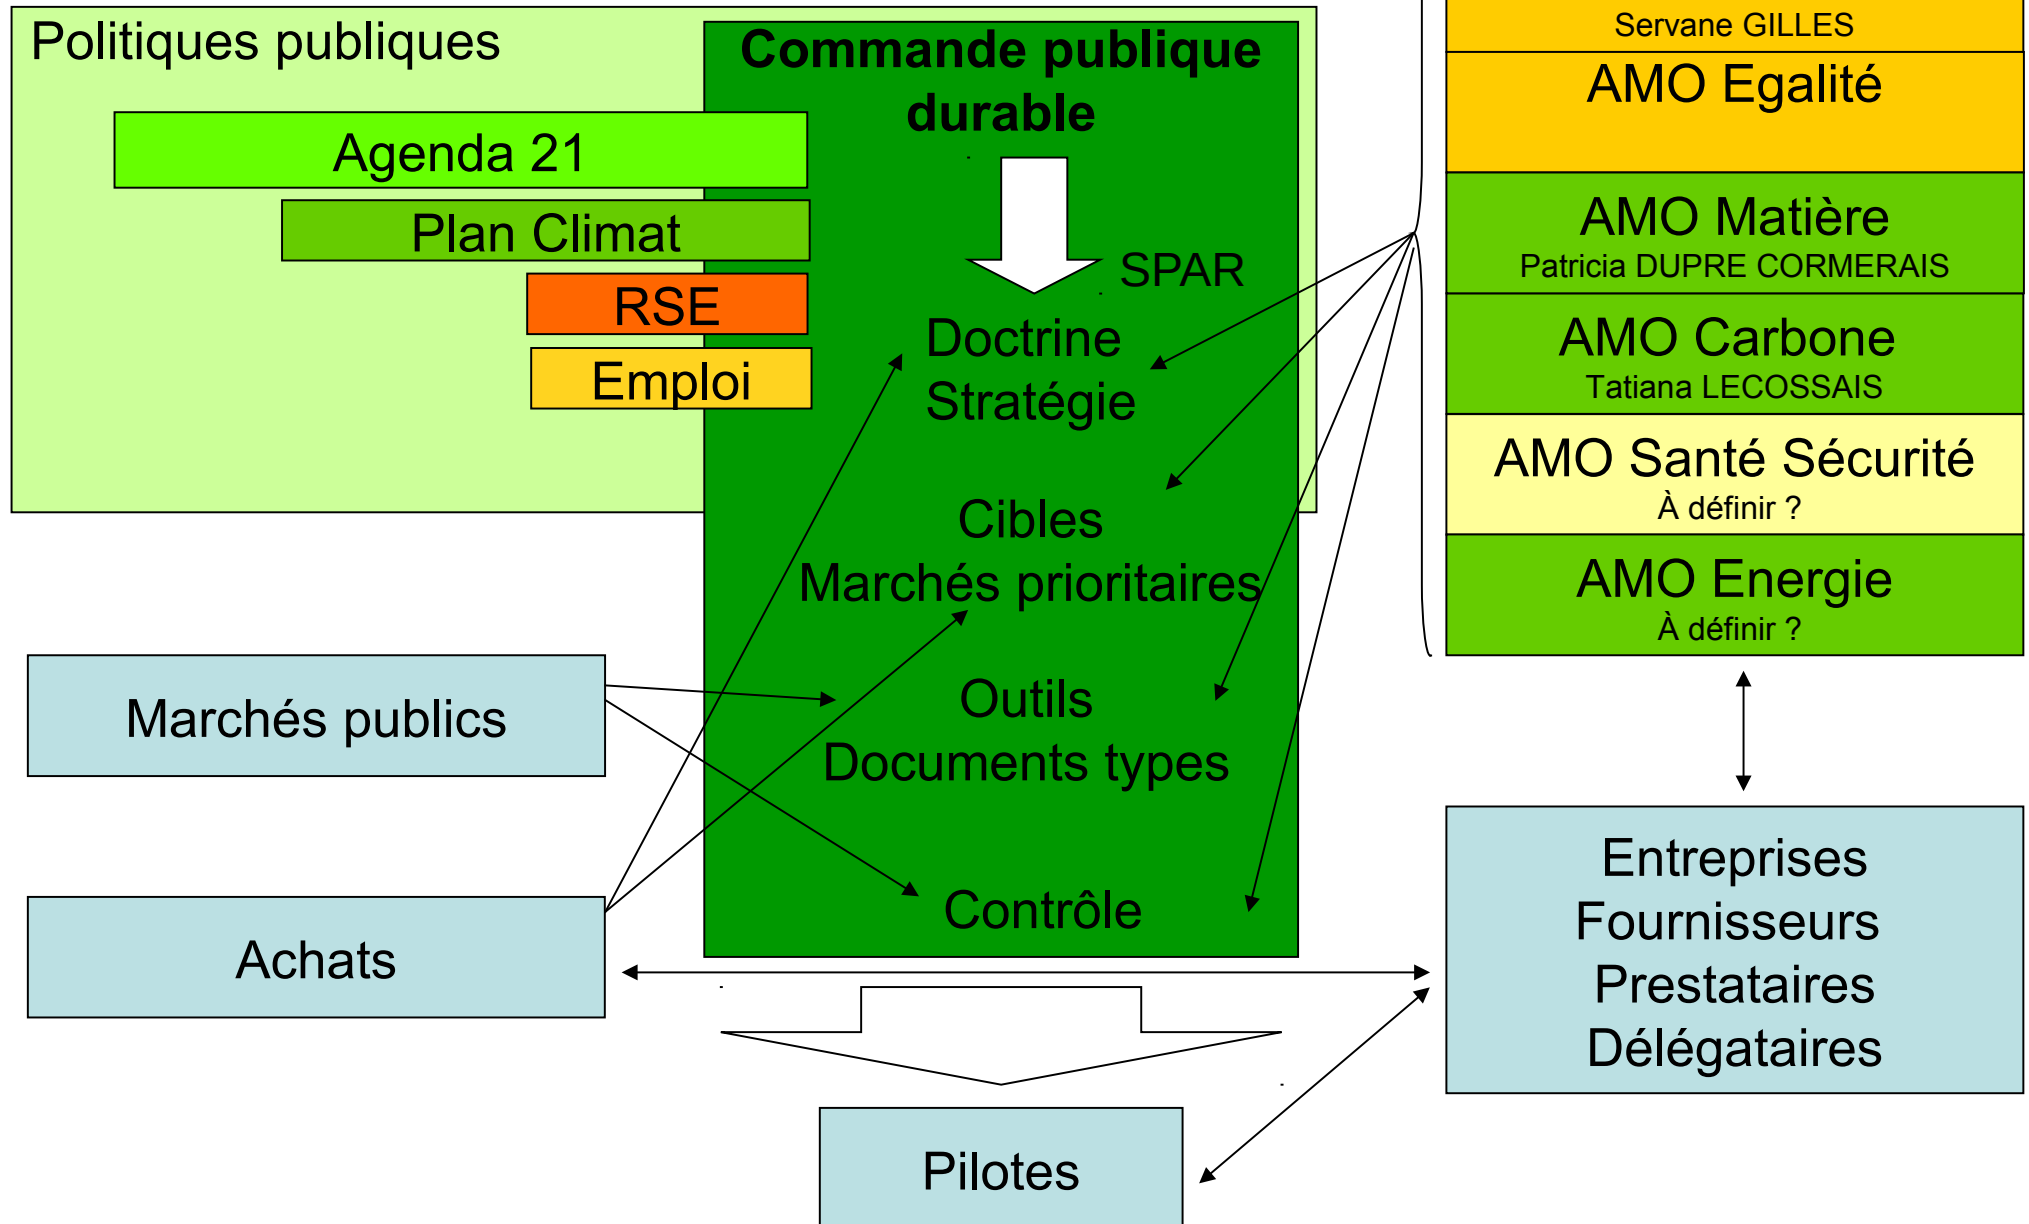 Politiques publiques
Commande publique
durable
Agenda 21
Plan Climat
RSE
Emploi
SPAR
Doctrine
Stratégie
Cibles
Marchés prioritaires
Outils
Documents types
Contrôle
Marchés publics
Achats
Pilotes
Servane GILLES
AMO Egalité
AMO Matière
Patricia DUPRE CORMERAIS
AMO Carbone
Tatiana LECOSSAIS
AMO Santé Sécurité
À définir ?
AMO Energie
À définir ?
Entreprises
Fournisseurs
Prestataires
Délégataires